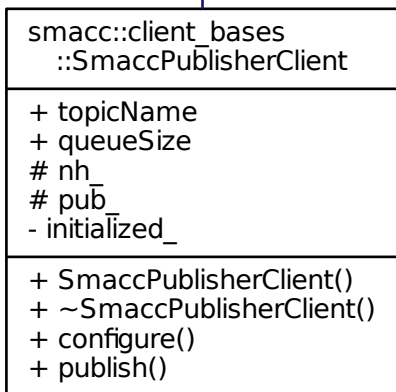 smacc::client_bases
::SmaccPublisherClient
+ topicName
+ queueSize
# nh_
# pub_
- initialized_
+ SmaccPublisherClient()
+ ~SmaccPublisherClient()
+ configure()
+ publish()